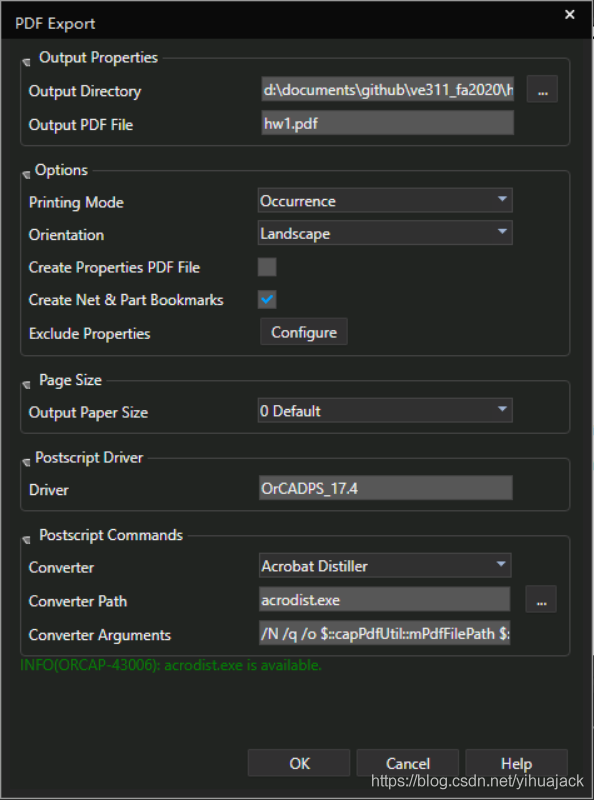 PDF Export
Output Properties
Output Directory d:\documents\github\ve311_fa2020\h ...
Output PDF File hw1.pdf
Options
Printing Mode Occurrence
Orientation Landscape
Create Properties PDF File
Create Net & Part Bookmarks
Exclude Properties Configure
Page Size
Output Paper Size 0 Default
Postscript Driver
Driver OrCADPS_17.4
Postscript Commands
Converter Acrobat Distiller
Converter Path acrodist.exe ...
Converter Arguments /N /q /o $::capPdfUtil::mPdfFilePath $:
INFO(ORCAP-43006): acrodist.exe is available.
OK Cancel Help
https://blog.csdn.net/yihuajack